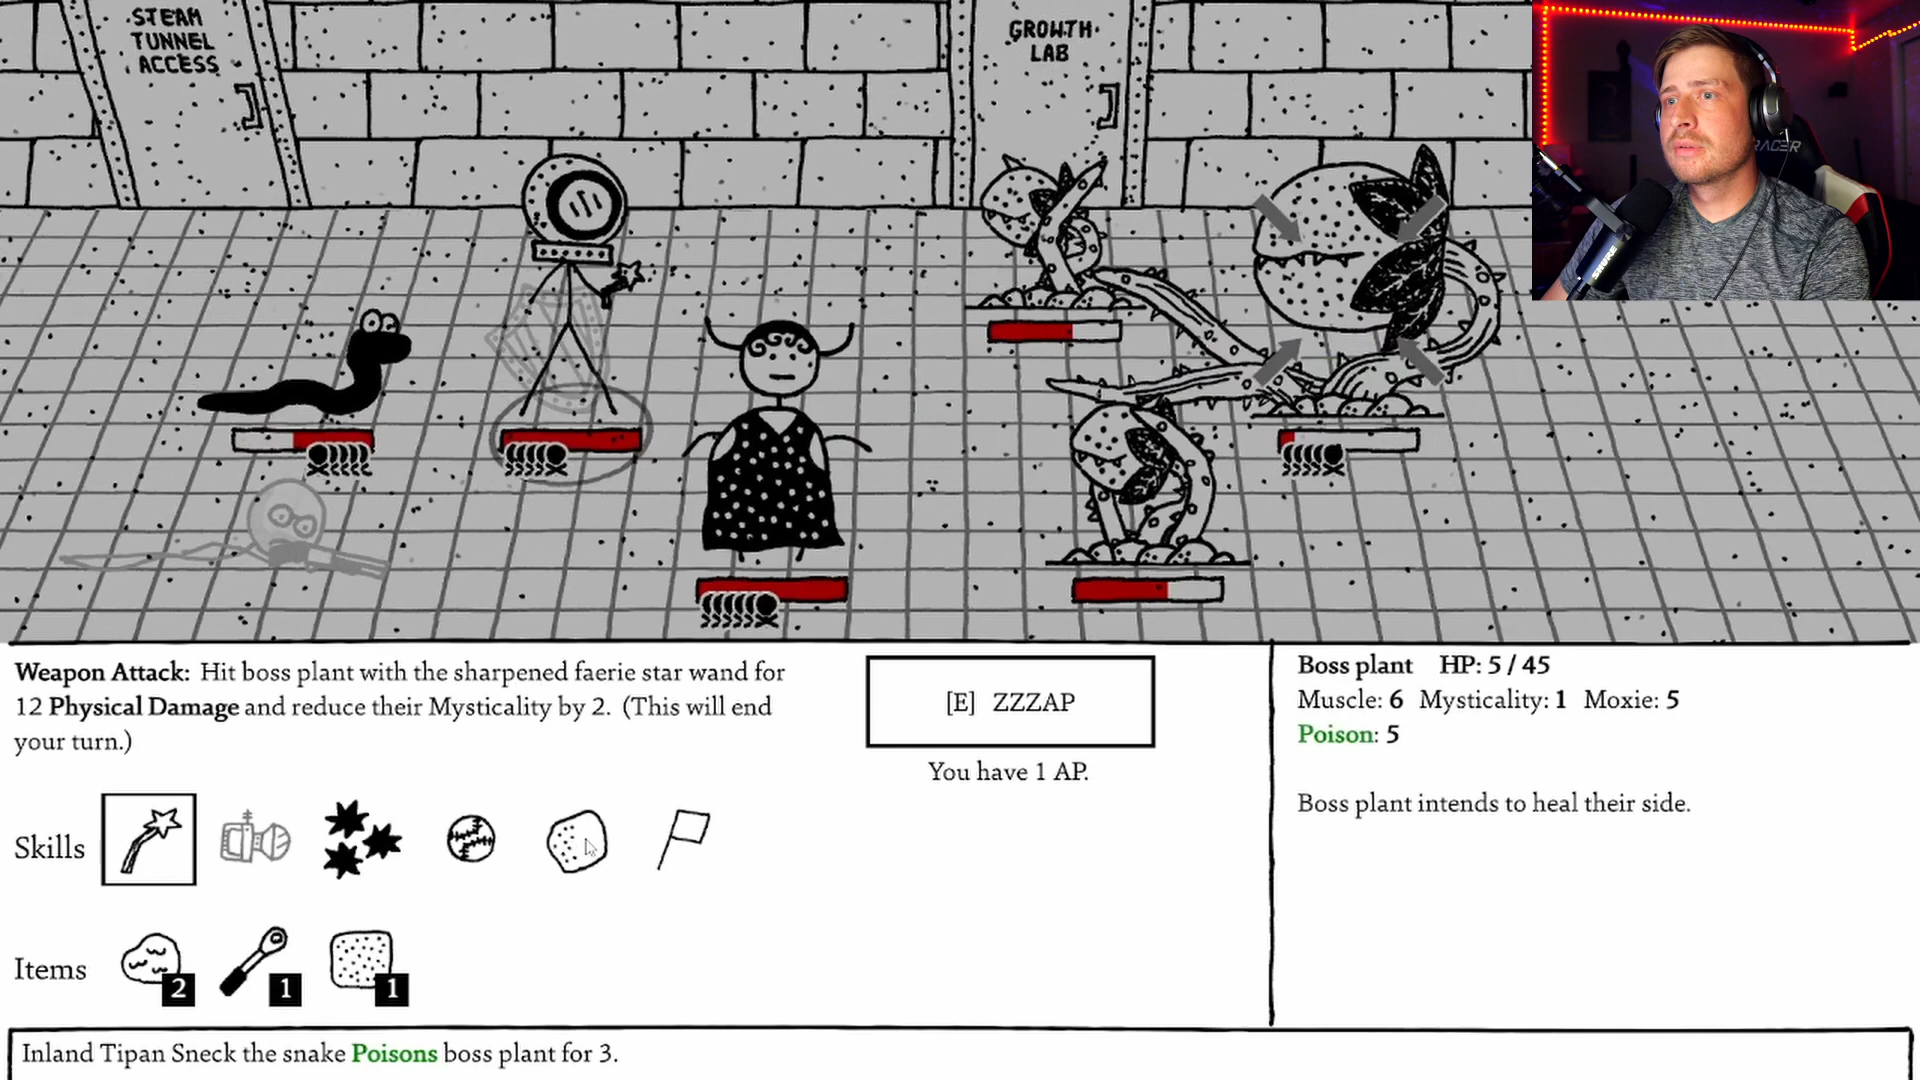 STEAM
TUNNEL
ACCESS
GROWTH
LAB
RACER
SHURE
Weapon Attack: Hit boss plant with the sharpened faerie star wand for
12 Physical Damage and reduce their Mysticality by 2. (This will end
your turn.)
[E] ZZZAP
You have 1 AP.
Boss plant HP: 5 / 45
Muscle: 6 Mysticality: 1 Moxie: 5
Poison: 5
Boss plant intends to heal their side.
Skills
Items
2
1
1
Inland Tipan Sneck the snake Poisons boss plant for 3.